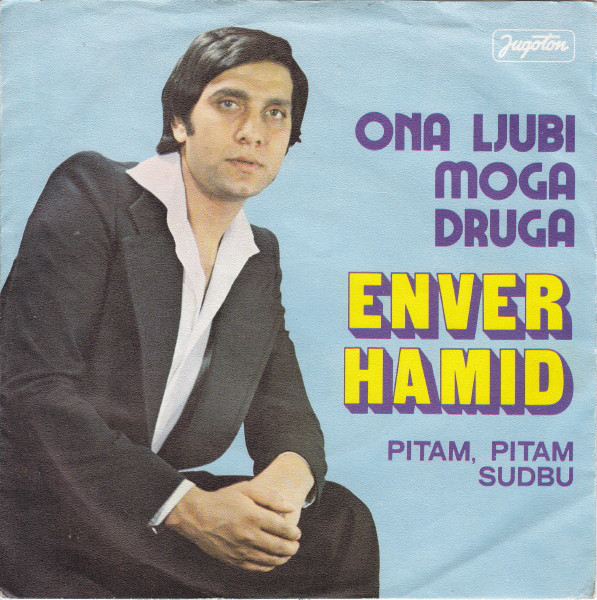 Jugoton
ONA LJUBI
MOGA
DRUGA
ENVER
HAMID
PITAM, PITAM
SUDBU